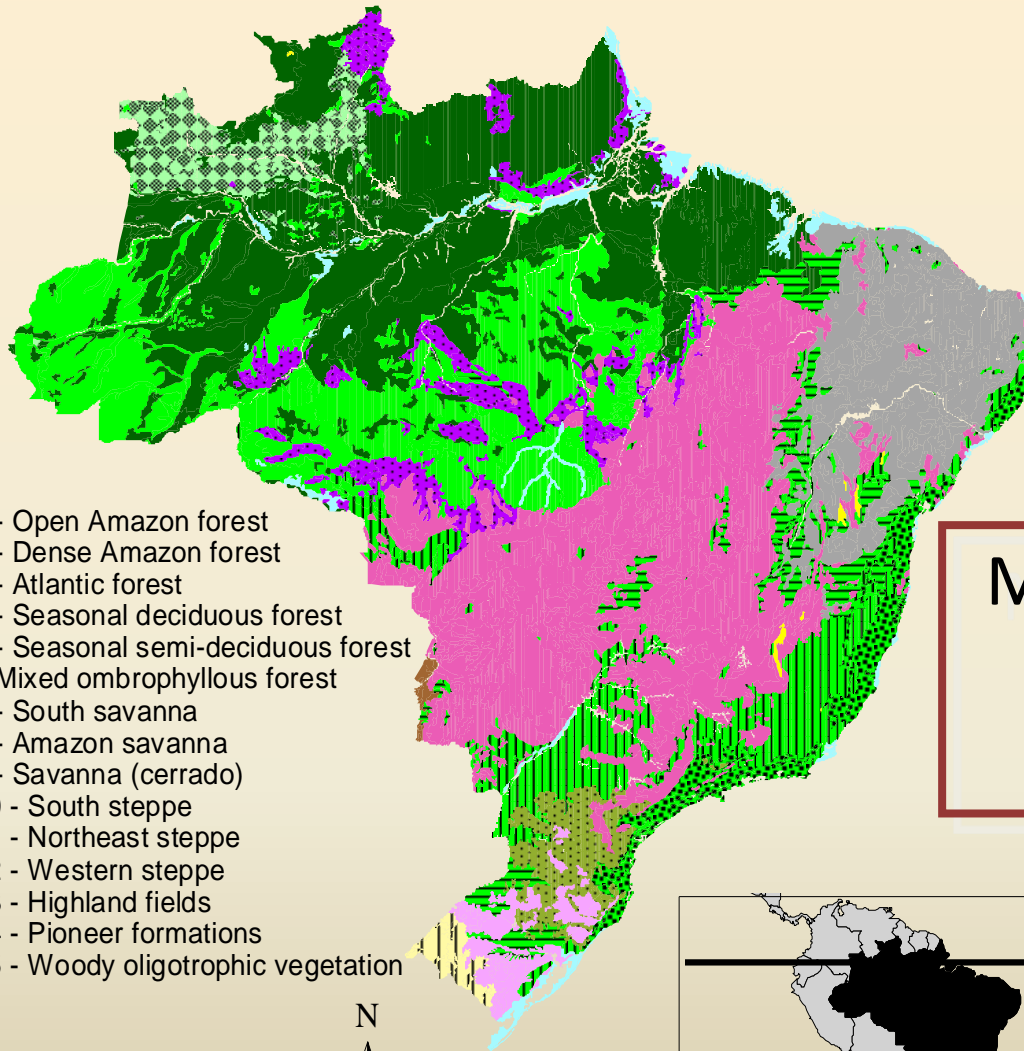 - Open Amazon forest
- Dense Amazon forest
- Atlantic forest
- Seasonal deciduous forest
- Seasonal semi-deciduous forest
Mixed ombrophyllous forest
- South savanna
- Amazon savanna
- Savanna (cerrado)
- South steppe
- Northeast steppe
- Western steppe
- Highland fields
- Pioneer formations
- Woody oligotrophic vegetation
M
N